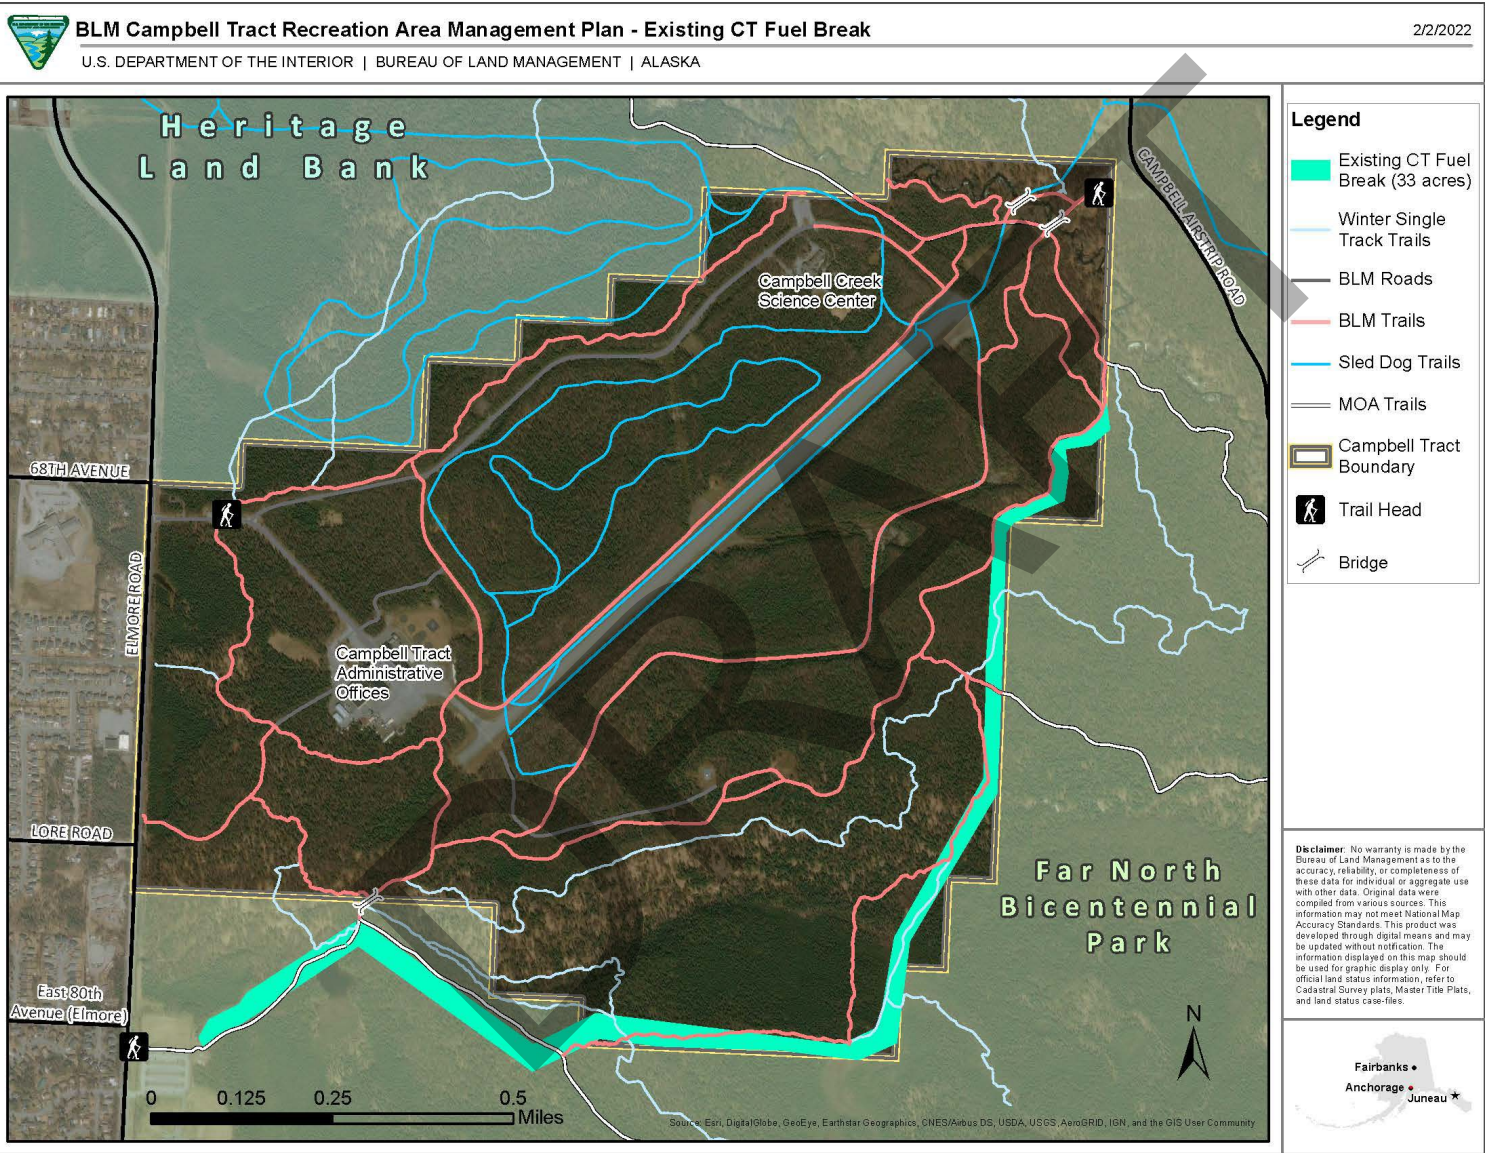 BLM Campbell Tract Recreation Area Management Plan - Existing CT Fuel Break
2/2/2022
U.S. DEPARTMENT OF THE INTERIOR | BUREAU OF LAND MANAGEMENT | ALASKA
Heritage
Land Bank
CAMPBELL AIRSTRIP ROAD
Campbell Creek
Science Center
68TH AVENUE
ELMORE ROAD
Campbell Tract
Administrative
Offices
LORE ROAD
Far North
Bicentennial
Park
East 80th
Avenue (Elmore)
DRAFT
N
0 0.125 0.25 0.5
Miles
Source: Esri, DigitalGlobe, GeoEye, Earthstar Geographics, CNES/Airbus DS, USDA, USGS, AeroGRID, IGN, and the GIS User Community
Legend
Existing CT Fuel
Break (33 acres)
Winter Single
Track Trails
BLM Roads
BLM Trails
Sled Dog Trails
MOA Trails
Campbell Tract
Boundary
Trail Head
Bridge
Disclaimer: No warranty is made by the
Bureau of Land Management as to the
accuracy, reliability, or completeness of
these data for individual or aggregate use
with other data. Original data were
compiled from various sources. This
information may not meet National Map
Accuracy Standards. This product was
developed through digital means and may
be updated without notification. The
information displayed on this map should
be used for graphic display only. For
official land status information, refer to
Cadastral Survey plats, Master Title Plats,
and land status case-files.
Fairbanks
Anchorage
Juneau